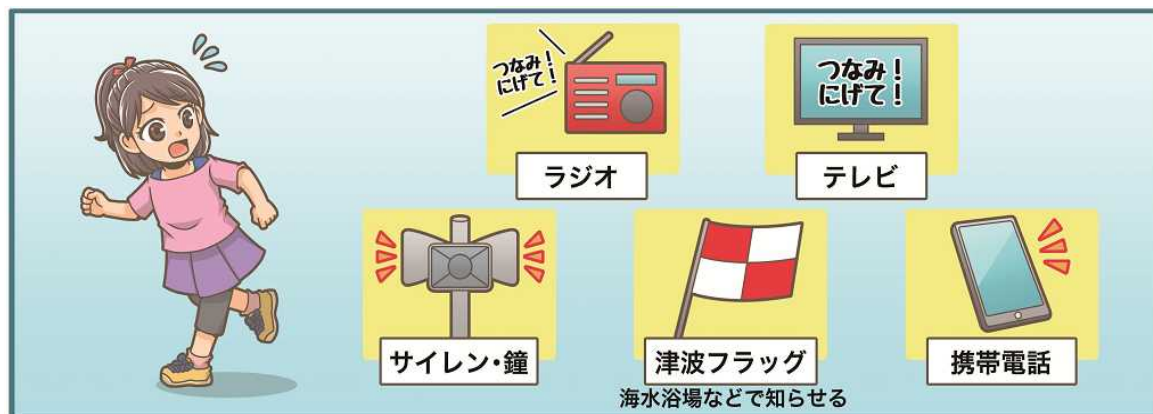 つなみ！
にげて！
つなみ！
にげて！
ラジオ
テレビ
サイレン・鐘
津波フラッグ
携帯電話
海水浴場などで知らせる